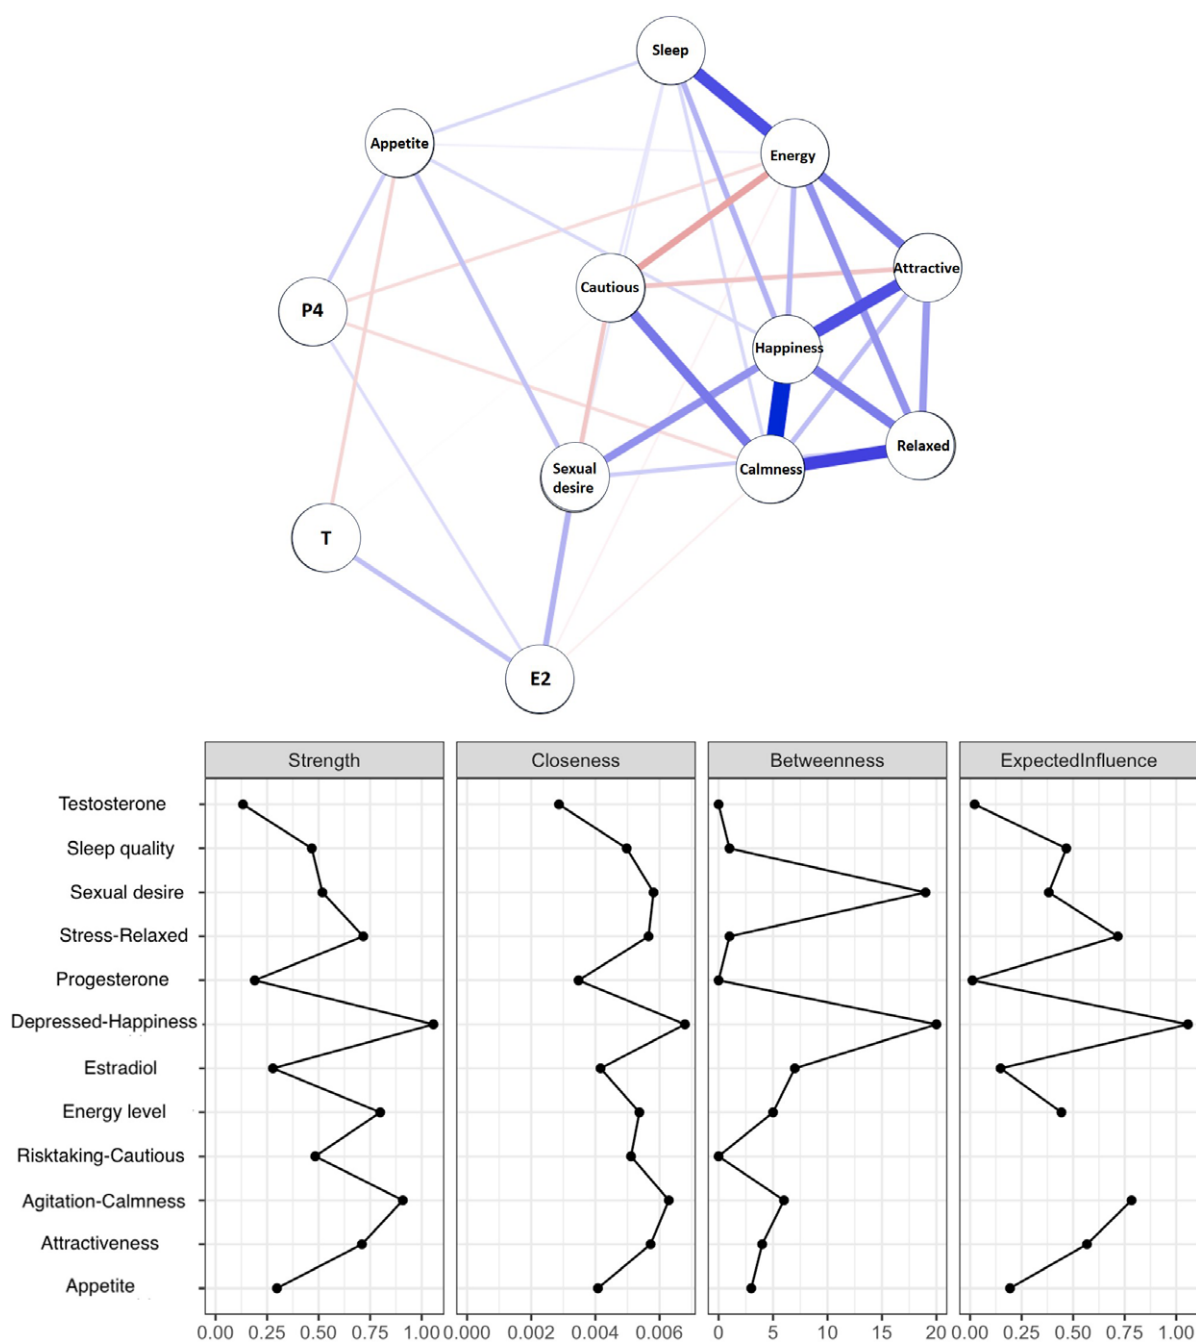 Sleep
Appetite
Energy
Attractive
Cautious
P4
Happiness
Relaxed
Sexual
desire
Calmness
T
E2
Strength Closeness Betweenness ExpectedInfluence
Testosterone
Sleep quality
Sexual desire
Stress-Relaxed
Progesterone
Depressed-Happiness
Estradiol
Energy level
Risktaking-Cautious
Agitation-Calmness
Attractiveness
Appetite
0.00 0.25 0.50 0.75 1.00 0.000 0.002 0.004 0.006 0 5 10 15 20 0.00 0.25 0.50 0.75 1.00